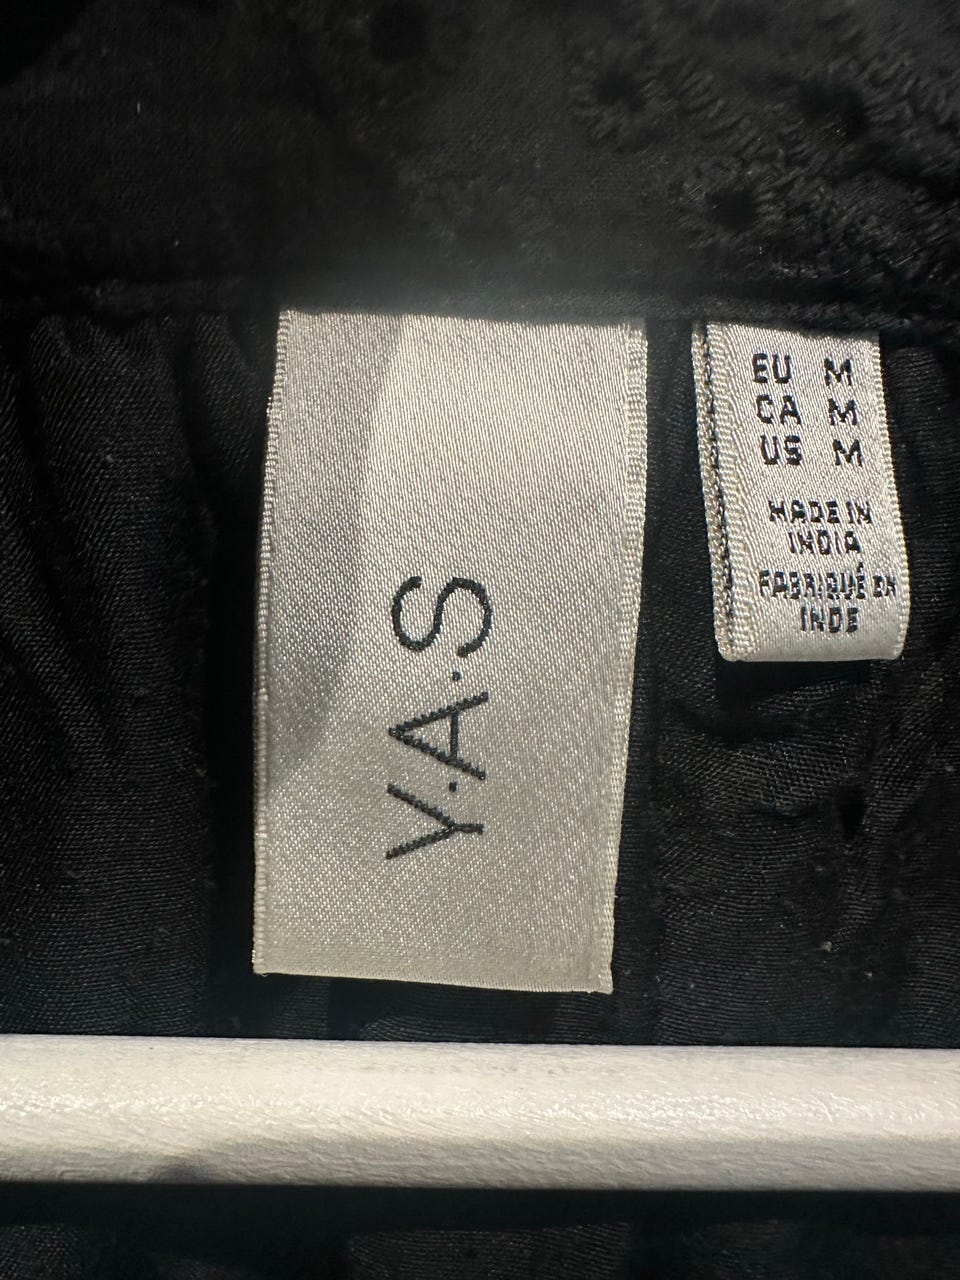 Y.A.S
EU M
CA M
US M
MADE IN
INDIA
FABRIQUÉ EN
INDE